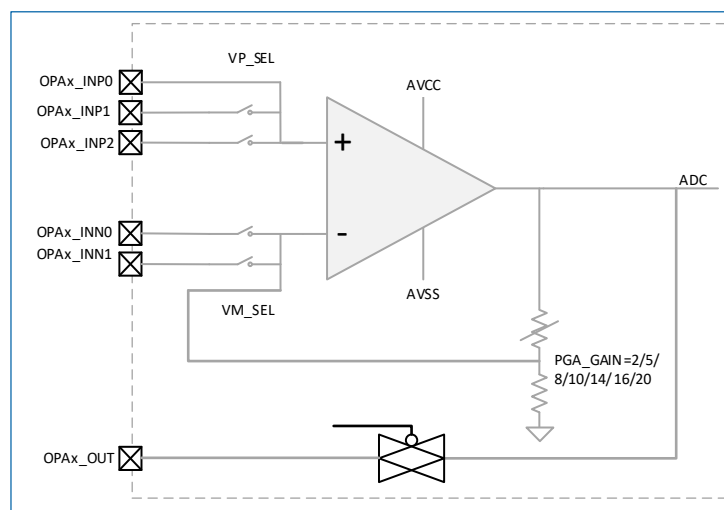 VP_SEL
OPAx_INP0
AVCC
OPAx_INP1
OPAx_INP2
+
ADC
OPAx_INN0
-
OPAx_INN1
AVSS
VM_SEL
PGA_GAIN=2/5/
8/10/14/16/20
OPAx_OUT